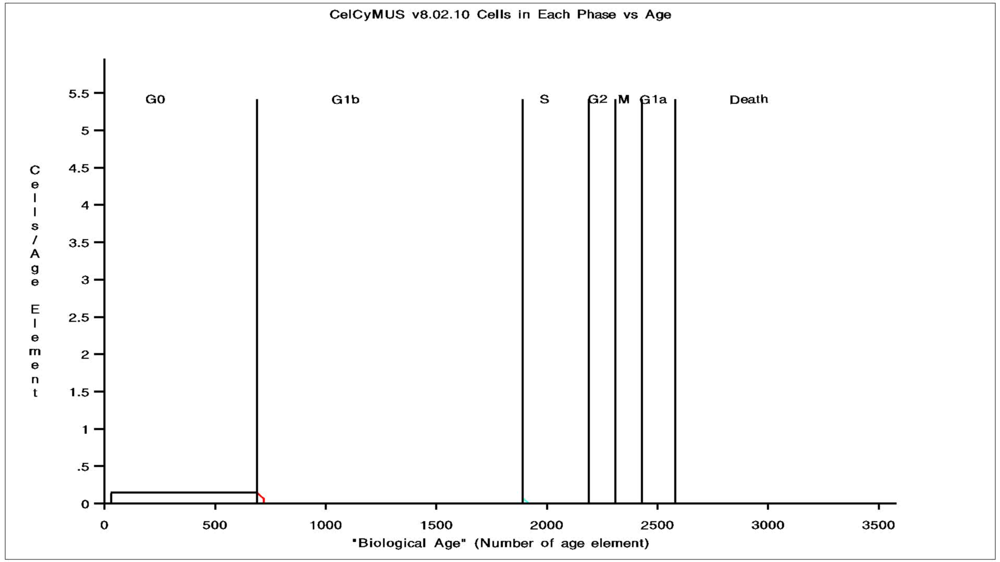 CelCyMUS v8.02.10 Cells in Each Phase vs Age
5.5
5
4.5
4
3.5
3
2.5
2
1.5
1
.5
0
Cells/Age Element
G0 G1b S G2 M G1a Death
0 500 1000 1500 2000 2500 3000 3500
"Biological Age" (Number of age element)